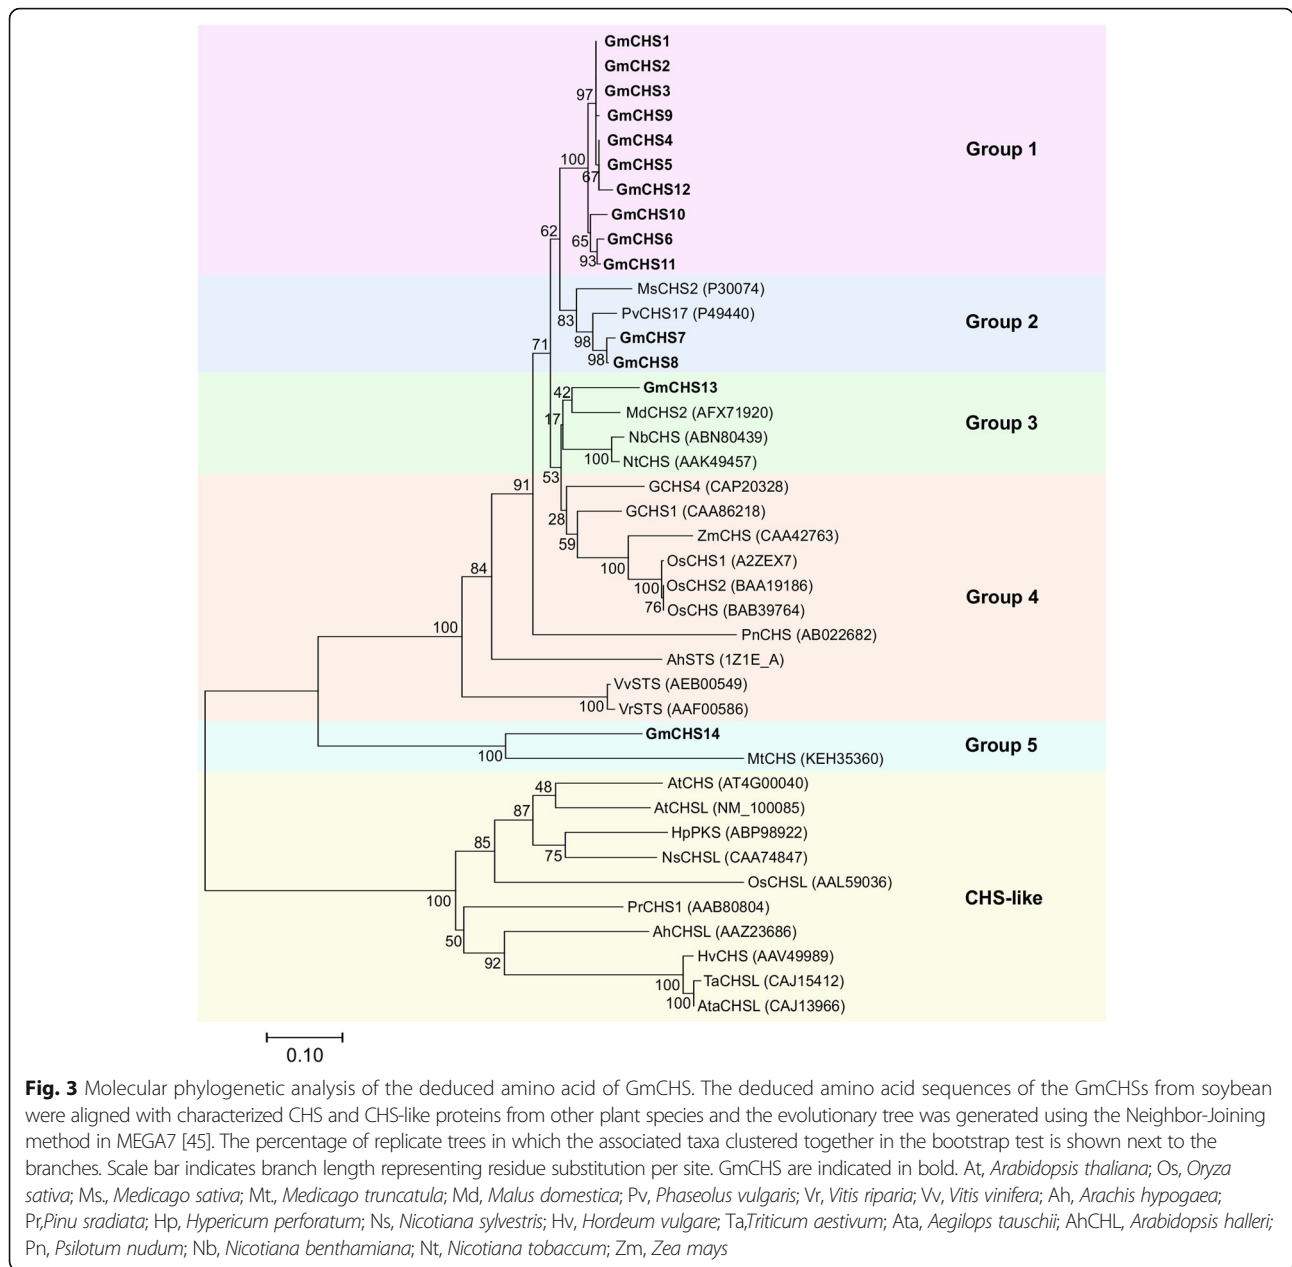 GmCHS1
GmCHS2
GmCHS3
97
GmCHS9
GmCHS4
Group 1
100
GmCHS5
67
GmCHS12
GmCHS10
62
65
GmCHS6
93
GmCHS11
MsCHS2 (P30074)
83
PvCHS17 (P49440)
Group 2
98
GmCHS7
71
98
GmCHS8
42
GmCHS13
17
MdCHS2 (AFX71920)
Group 3
NbCHS (ABN80439)
100
NtCHS (AAK49457)
53
91
GCHS4 (CAP20328)
28
GCHS1 (CAA86218)
59
ZmCHS (CAA42763)
84
100
OsCHS1 (A2ZEX7)
100
OsCHS2 (BAA19186)
Group 4
76
OsCHS (BAB39764)
100
PnCHS (AB022682)
AhSTS (1Z1E_A)
VvSTS (AEB00549)
100
VrSTS (AAF00586)
GmCHS14
Group 5
100
MtCHS (KEH35360)
48
AtCHS (AT4G00040)
87
AtCHSL (NM_100085)
85
HpPKS (ABP98922)
75
NsCHSL (CAA74847)
OsCHSL (AAL59036)
CHS-like
100
PrCHS1 (AAB80804)
50
AhCHSL (AAZ23686)
92
HvCHS (AAV49989)
100
TaCHSL (CAJ15412)
100
AtaCHSL (CAJ13966)
0.10
Fig. 3 Molecular phylogenetic analysis of the deduced amino acid of GmCHS. The deduced amino acid sequences of the GmCHSs from soybean
were aligned with characterized CHS and CHS-like proteins from other plant species and the evolutionary tree was generated using the Neighbor-Joining
method in MEGA7 [45]. The percentage of replicate trees in which the associated taxa clustered together in the bootstrap test is shown next to the
branches. Scale bar indicates branch length representing residue substitution per site. GmCHS are indicated in bold. At, Arabidopsis thaliana; Os, Oryza
sativa; Ms., Medicago sativa; Mt., Medicago truncatula; Md, Malus domestica; Pv, Phaseolus vulgaris; Vr, Vitis riparia; Vv, Vitis vinifera; Ah, Arachis hypogaea;
Pr,Pinu sradiata; Hp, Hypericum perforatum; Ns, Nicotiana sylvestris; Hv, Hordeum vulgare; Ta,Triticum aestivum; Ata, Aegilops tauschii; AhCHL, Arabidopsis halleri;
Pn, Psilotum nudum; Nb, Nicotiana benthamiana; Nt, Nicotiana tobaccum; Zm, Zea mays